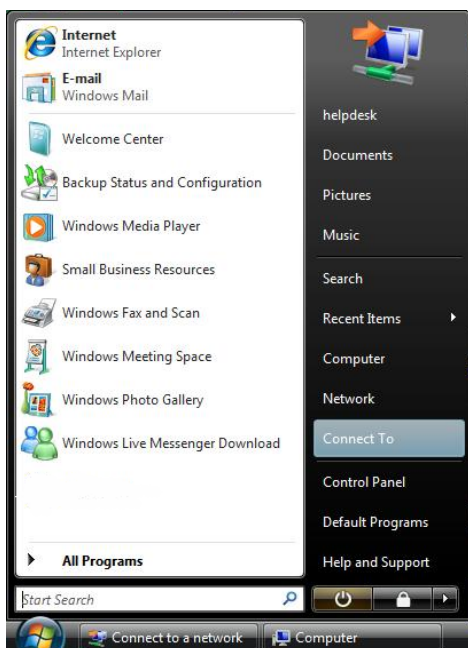 Internet
Internet Explorer
E-mail
Windows Mail
Welcome Center
Backup Status and Configuration
Windows Media Player
Small Business Resources
Windows Fax and Scan
Windows Meeting Space
Windows Photo Gallery
Windows Live Messenger Download
All Programs
Start Search
helpdesk
Documents
Pictures
Music
Search
Recent Items
Computer
Network
Connect To
Control Panel
Default Programs
Help and Support
Connect to a network
Computer